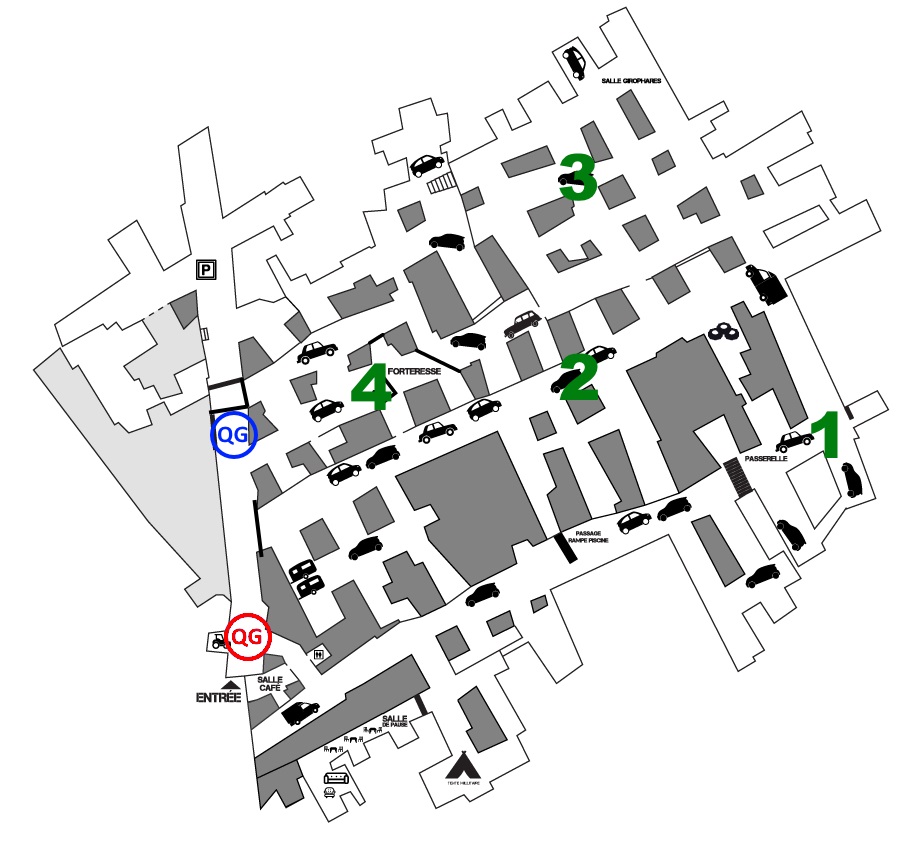 SALLE GIROPHARES
3
P
FORTERESSE
4
2
QG
1
PASSERELLE
PASSAGE
RAMPE PISCINE
QG
ENTRÉE
SALLE
CAFÉ
SALLE
DE PAUSE
TENTE MILITAIRE